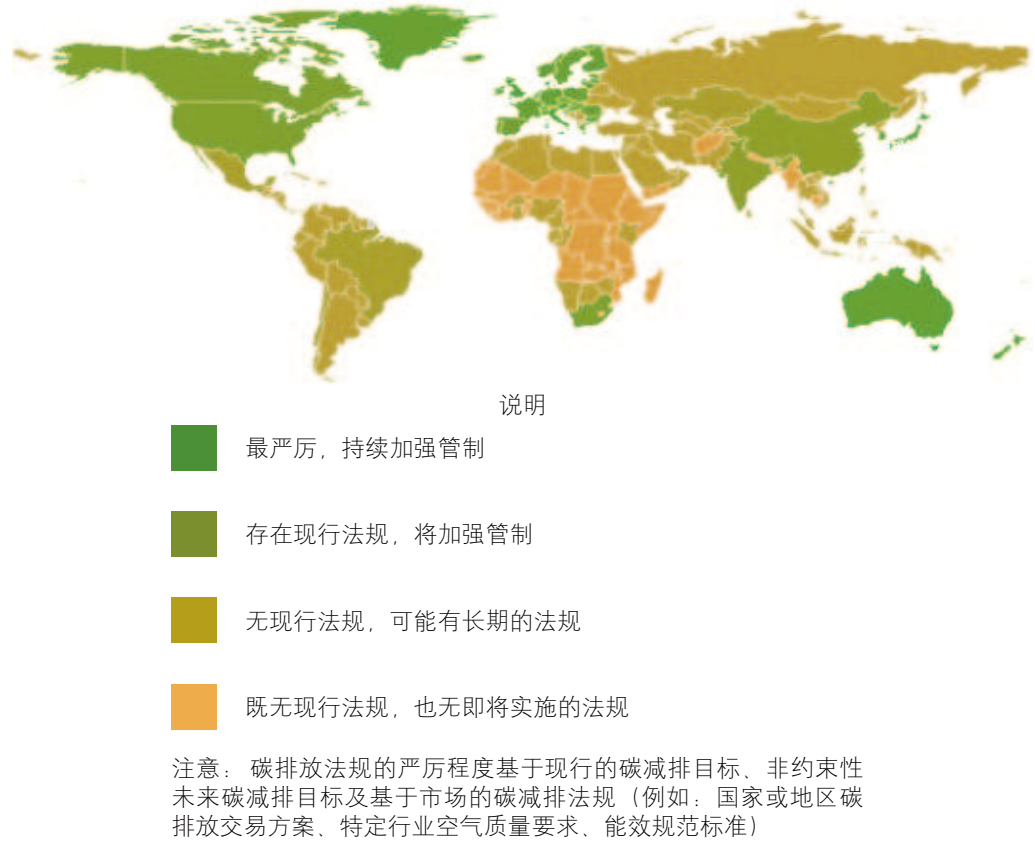 说明
最严厉，持续加强管制
存在现行法规，将加强管制
无现行法规，可能有长期的法规
既无现行法规，也无即将实施的法规
注意： 碳排放法规的严厉程度基于现行的碳减排目标、非约束性
未来碳减排目标及基于市场的碳减排法规（例如：国家或地区碳
排放交易方案、特定行业空气质量要求、能效规范标准）